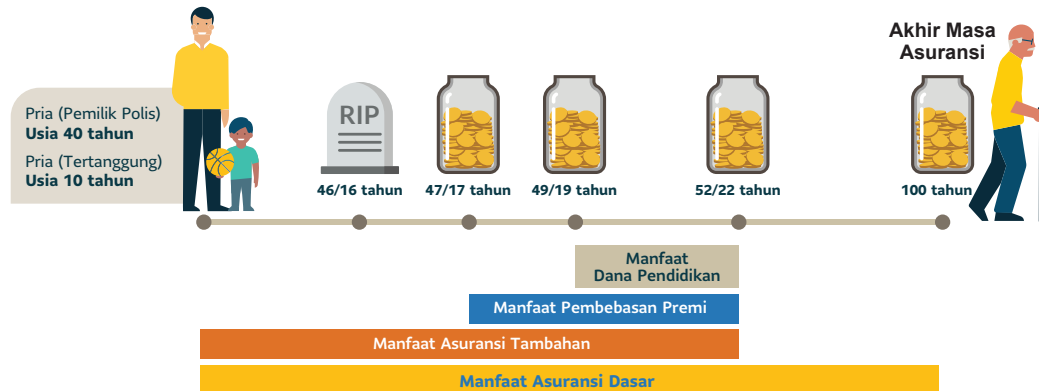 Akhir Masa
Asuransi
Pria (Pemilik Polis)
Usia 40 tahun
Pria (Tertanggung)
Usia 10 tahun
RIP
46/16 tahun
47/17 tahun
49/19 tahun
52/22 tahun
100 tahun
Manfaat
Dana Pendidikan
Manfaat Pembebasan Premi
Manfaat Asuransi Tambahan
Manfaat Asuransi Dasar